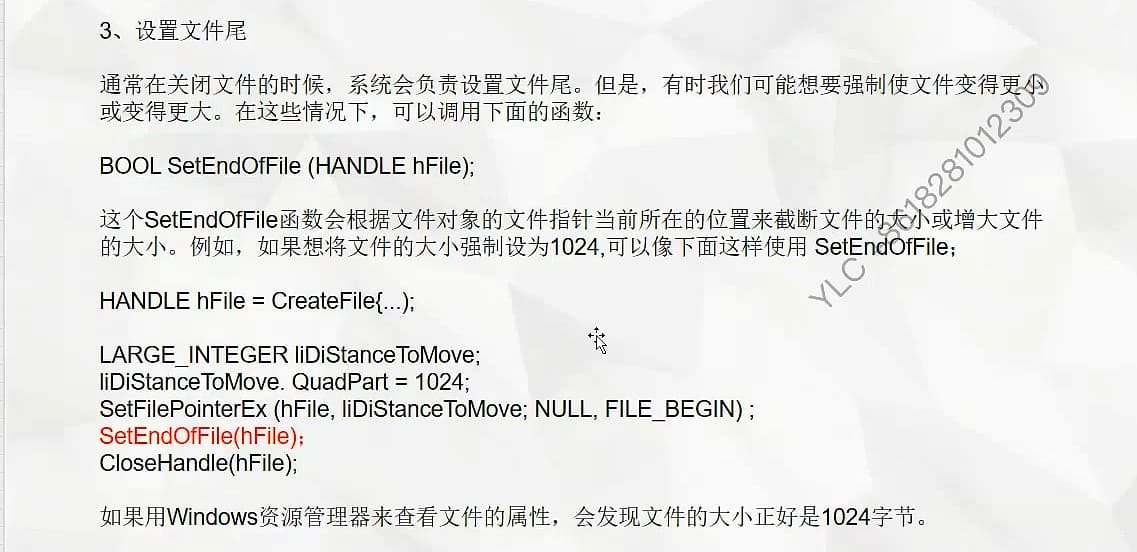 3、设置文件尾
通常在关闭文件的时候，系统会负责设置文件尾。但是，有时我们可能想要强制使文件变得更小
或变得更大。在这些情况下，可以调用下面的函数：
BOOL SetEndOfFile (HANDLE hFile);
这个SetEndOfFile函数会根据文件对象的文件指针当前所在的位置来截断文件的大小或增大文件
的大小。例如，如果想将文件的大小强制设为1024,可以像下面这样使用 SetEndOfFile；
HANDLE hFile = CreateFile{...);
LARGE_INTEGER liDiStanceToMove;
liDiStanceToMove. QuadPart = 1024;
SetFilePointerEx (hFile, liDiStanceToMove; NULL, FILE_BEGIN) ;
SetEndOfFile(hFile)；
CloseHandle(hFile);
如果用Windows资源管理器来查看文件的属性，会发现文件的大小正好是1024字节。
YLC